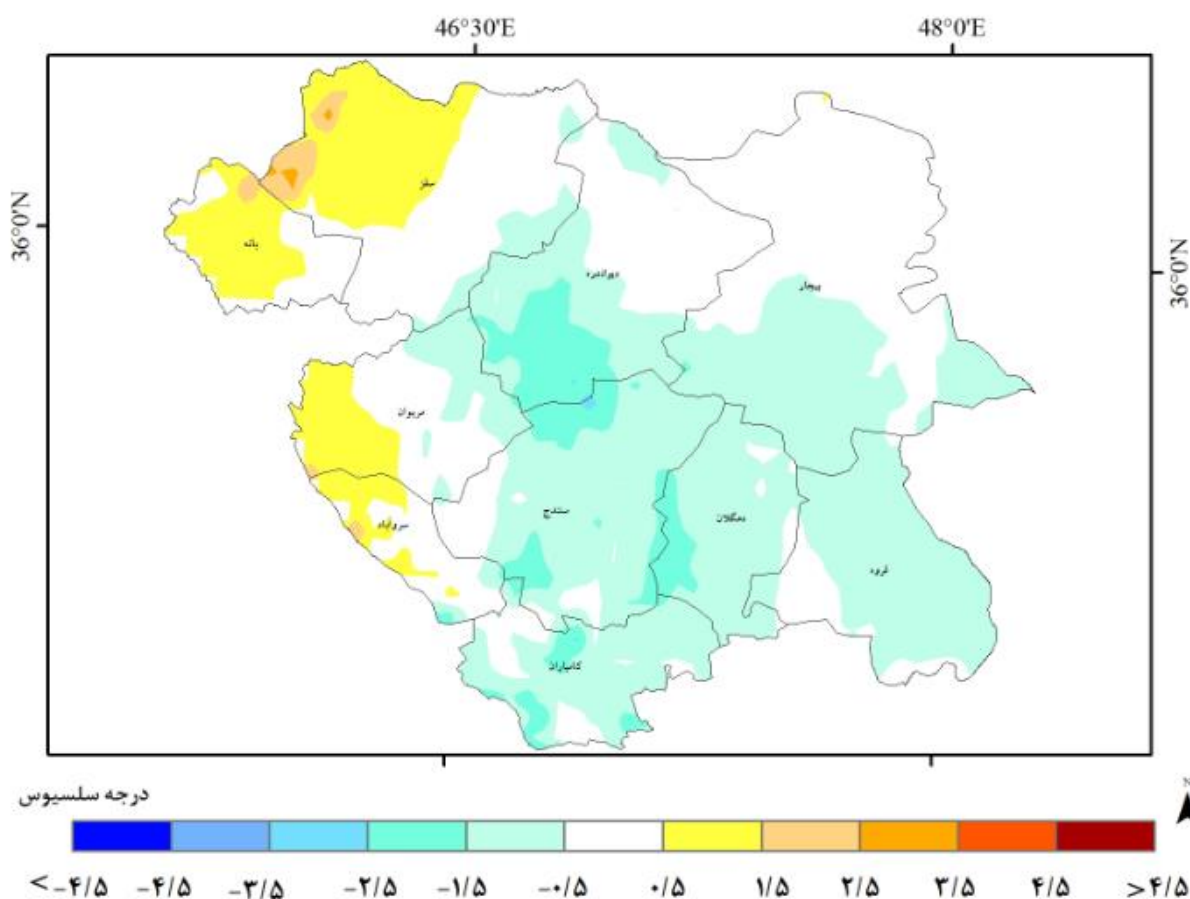 46°30'E 48°0'E
36°0'N 36°0'N
سقز
بانه
دیواندره
بیجار
مریوان
سنندج
دهگلان
سروآباد
قروه
کامیاران
درجه سلسیوس
N
< -۴/۵ -۴/۵ -۳/۵ -۲/۵ -۱/۵ -۰/۵ ۰/۵ ۱/۵ ۲/۵ ۳/۵ ۴/۵ >۴/۵